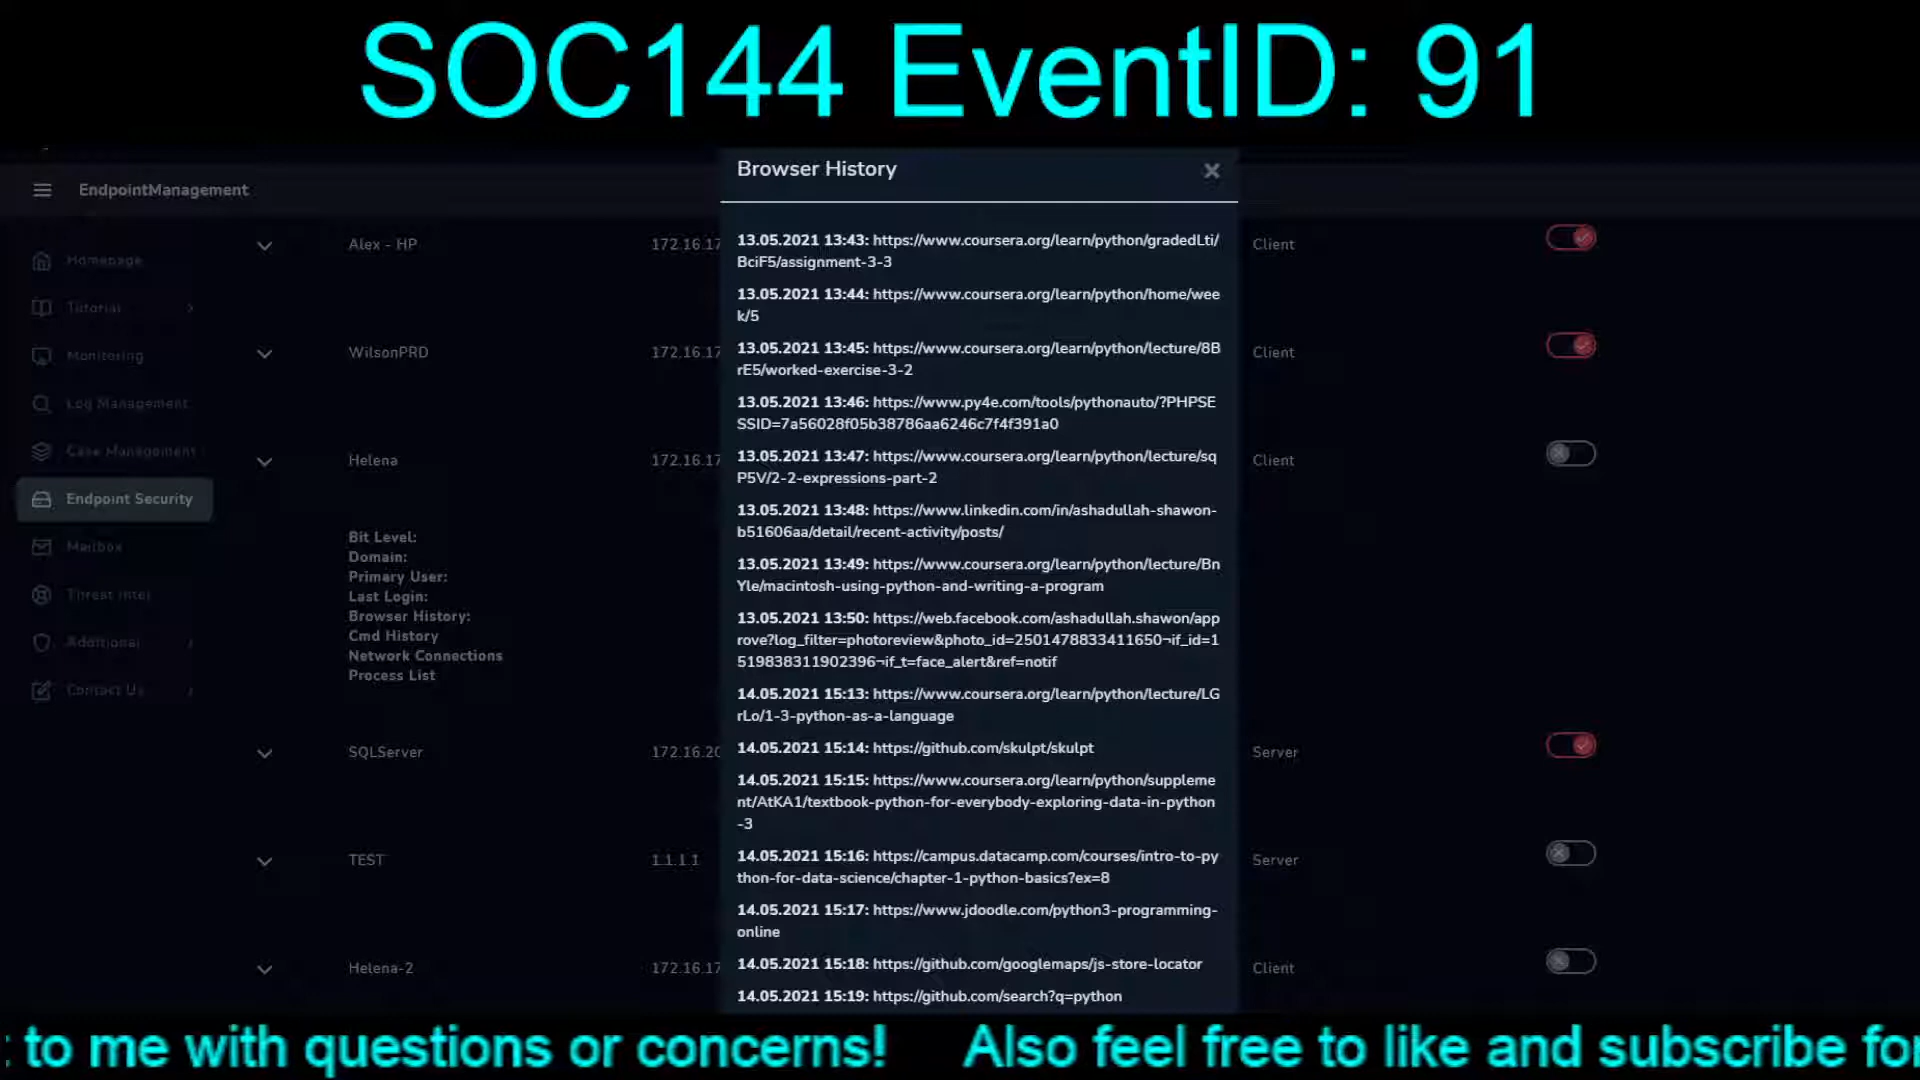 SOC144 EventID: 91
Browser History
EndpointManagement
Homepage
Tutorial
Monitoring
Log Management
Case Management
Endpoint Security
Mailbox
Threat Intel
Additional
Contact Us
Alex - HP 172.16.17 Client
WilsonPRD 172.16.17 Client
Helena 172.16.17 Client
Bit Level:
Domain:
Primary User:
Last Login:
Browser History:
Cmd History
Network Connections
Process List
SQLServer 172.16.20 Server
TEST 1.1.1.1 Server
Helena-2 172.16.17 Client
13.05.2021 13:43: https://www.coursera.org/learn/python/gradedLti/
BciF5/assignment-3-3
13.05.2021 13:44: https://www.coursera.org/learn/python/home/wee
k/5
13.05.2021 13:45: https://www.coursera.org/learn/python/lecture/8B
rE5/worked-exercise-3-2
13.05.2021 13:46: https://www.py4e.com/tools/pythonauto/?PHPSE
SSID=7a56028f05b38786aa6246c7f4f391a0
13.05.2021 13:47: https://www.coursera.org/learn/python/lecture/sq
P5V/2-2-expressions-part-2
13.05.2021 13:48: https://www.linkedin.com/in/ashadullah-shawon-
b51606aa/detail/recent-activity/posts/
13.05.2021 13:49: https://www.coursera.org/learn/python/lecture/Bn
Yle/macintosh-using-python-and-writing-a-program
13.05.2021 13:50: https://web.facebook.com/ashadullah.shawon/app
rove?log_filter=photoreview&photo_id=2501478833411650¬if_id=1
519838311902396¬if_t=face_alert&ref=notif
14.05.2021 15:13: https://www.coursera.org/learn/python/lecture/LG
rLo/1-3-python-as-a-language
14.05.2021 15:14: https://github.com/skulpt/skulpt
14.05.2021 15:15: https://www.coursera.org/learn/python/suppleme
nt/AtKA1/textbook-python-for-everybody-exploring-data-in-python
-3
14.05.2021 15:16: https://campus.datacamp.com/courses/intro-to-py
thon-for-data-science/chapter-1-python-basics?ex=8
14.05.2021 15:17: https://www.jdoodle.com/python3-programming-
online
14.05.2021 15:18: https://github.com/googlemaps/js-store-locator
14.05.2021 15:19: https://github.com/search?q=python
to me with questions or concerns! Also feel free to like and subscribe for